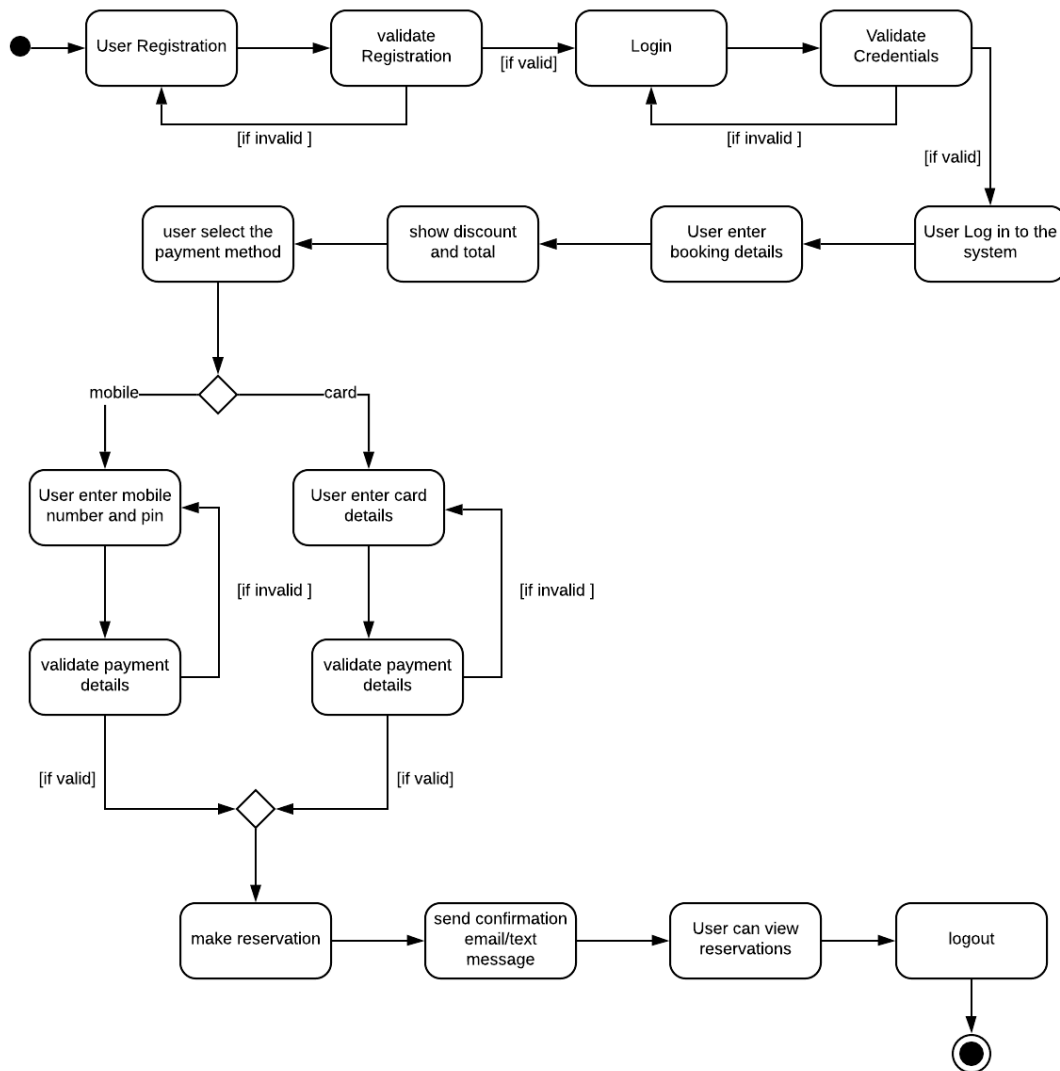 User Registration
validate
Registration
[if valid]
Login
Validate
Credentials
[if invalid ]
[if invalid ]
[if valid]
user select the
payment method
show discount
and total
User enter
booking details
User Log in to the
system
mobile
card
User enter mobile
number and pin
User enter card
details
[if invalid ]
[if invalid ]
validate payment
details
validate payment
details
[if valid]
[if valid]
make reservation
send confirmation
email/text
message
User can view
reservations
logout